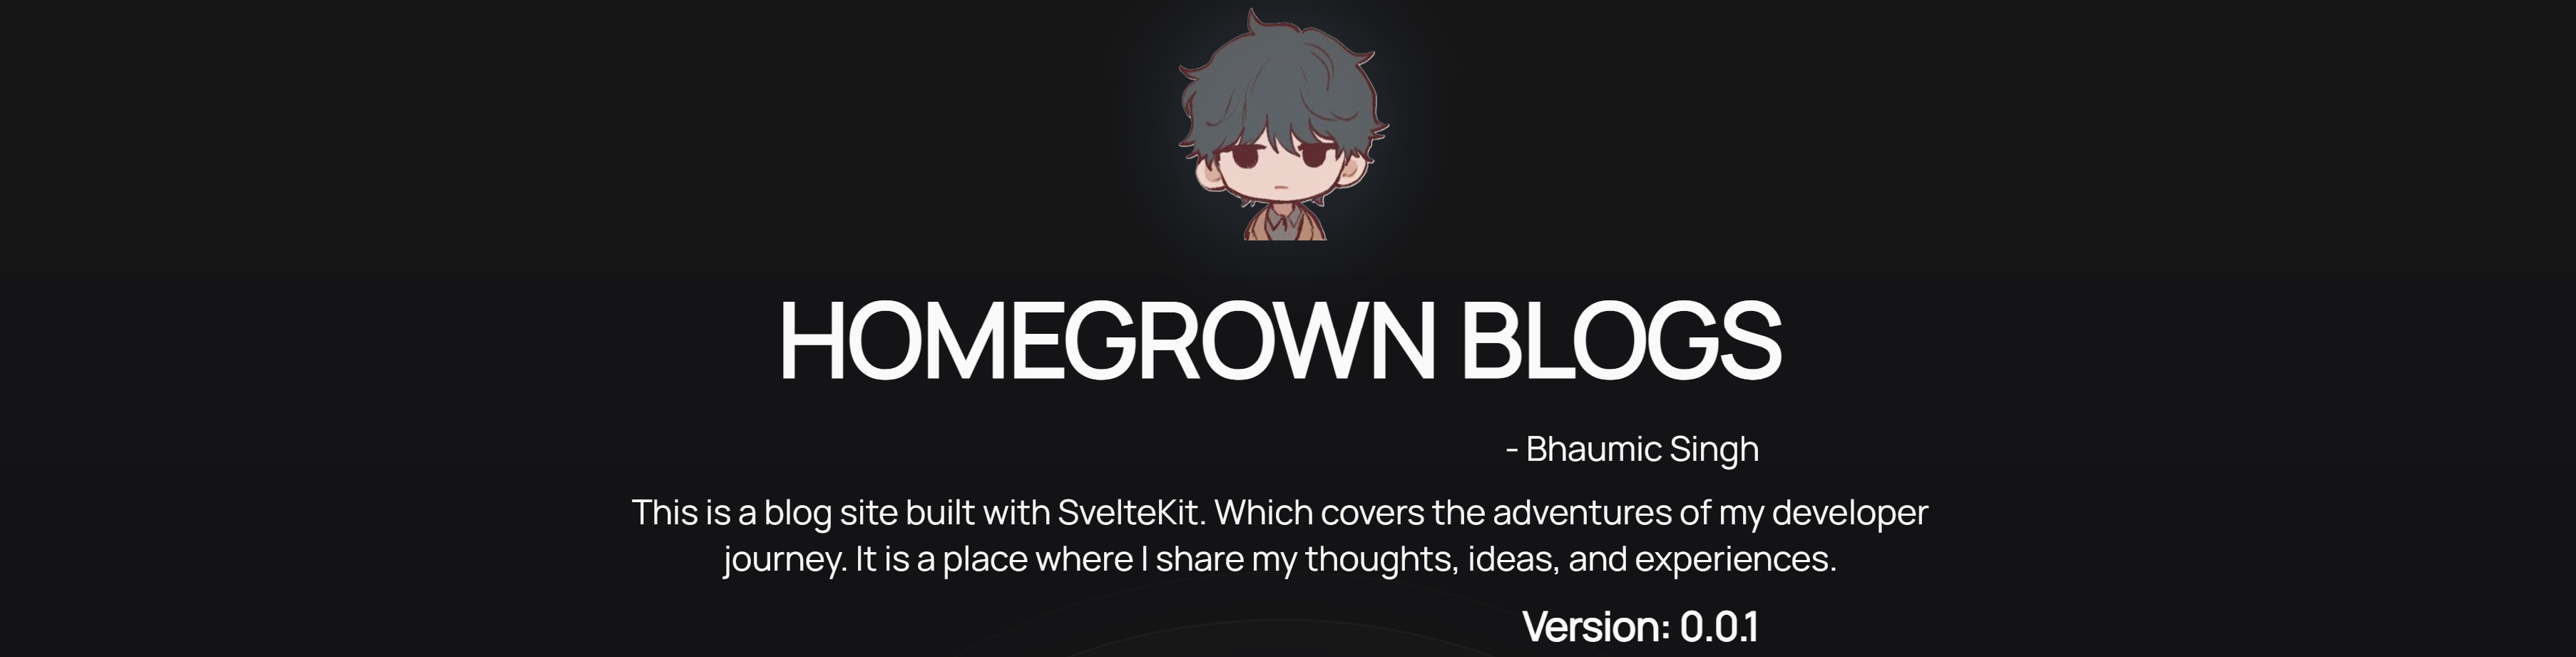 HOMEGROWN BLOGS
- Bhaumic Singh
This is a blog site built with SvelteKit. Which covers the adventures of my developer
journey. It is a place where I share my thoughts, ideas, and experiences.
Version: 0.0.1